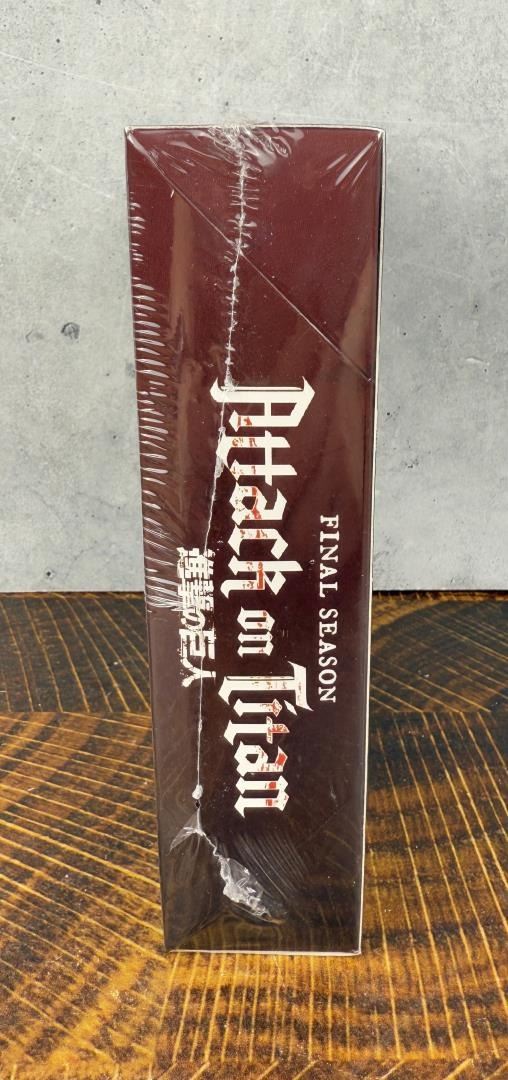 FINAL SEASON
Attack on Titan
進撃の巨人